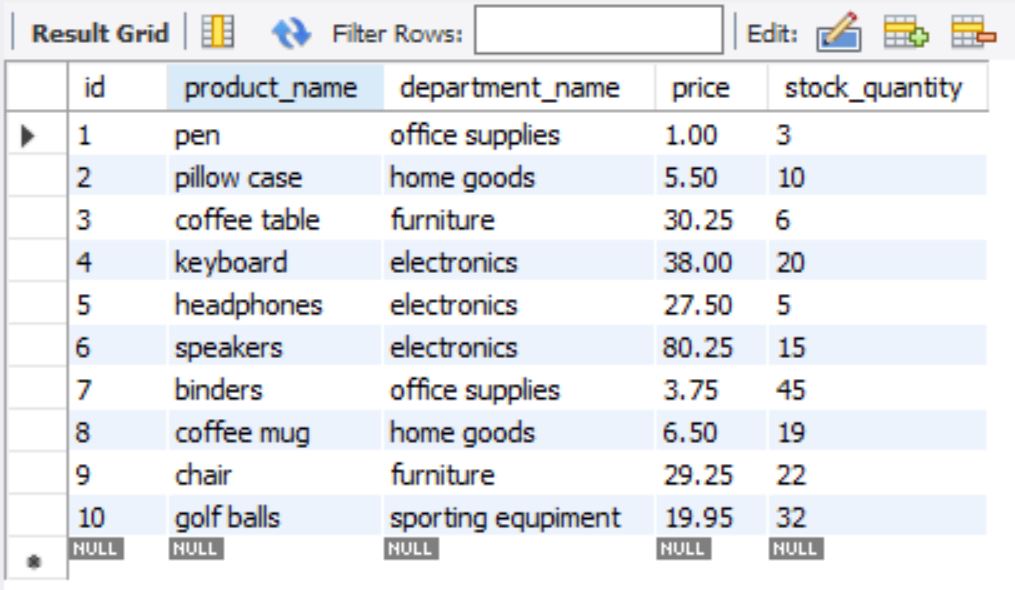 Result Grid Filter Rows: Edit:
id product_name department_name price stock_quantity
1 pen office supplies 1.00 3
2 pillow case home goods 5.50 10
3 coffee table furniture 30.25 6
4 keyboard electronics 38.00 20
5 headphones electronics 27.50 5
6 speakers electronics 80.25 15
7 binders office supplies 3.75 45
8 coffee mug home goods 6.50 19
9 chair furniture 29.25 22
10 golf balls sporting equpiment 19.95 32
NULL NULL NULL NULL NULL